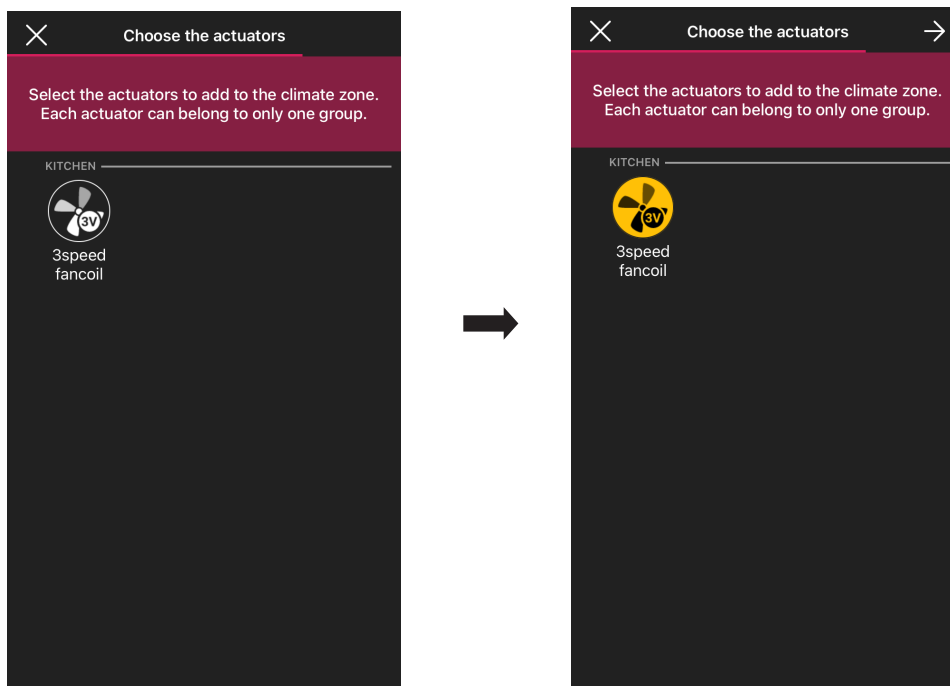 Choose the actuators
Select the actuators to add to the climate zone.
Each actuator can belong to only one group.
KITCHEN
3V
3speed
fancoil
Choose the actuators
Select the actuators to add to the climate zone.
Each actuator can belong to only one group.
KITCHEN
3V
3speed
fancoil